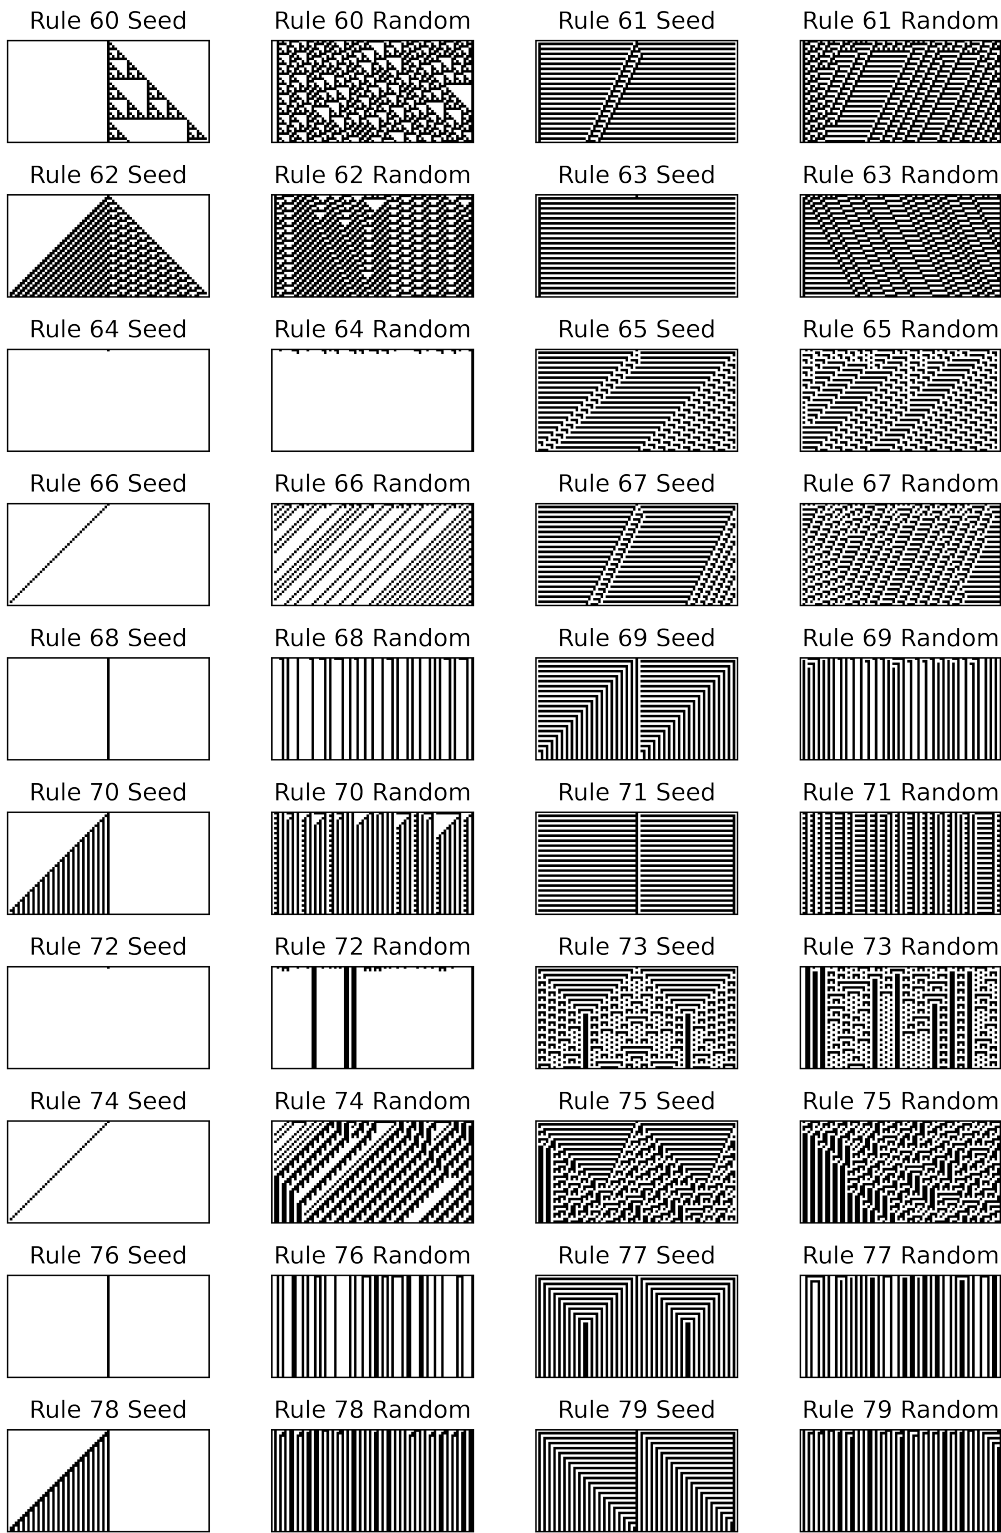 Rule 60 Seed Rule 60 Random Rule 61 Seed Rule 61 Random
Rule 62 Seed Rule 62 Random Rule 63 Seed Rule 63 Random
Rule 64 Seed Rule 64 Random Rule 65 Seed Rule 65 Random
Rule 66 Seed Rule 66 Random Rule 67 Seed Rule 67 Random
Rule 68 Seed Rule 68 Random Rule 69 Seed Rule 69 Random
Rule 70 Seed Rule 70 Random Rule 71 Seed Rule 71 Random
Rule 72 Seed Rule 72 Random Rule 73 Seed Rule 73 Random
Rule 74 Seed Rule 74 Random Rule 75 Seed Rule 75 Random
Rule 76 Seed Rule 76 Random Rule 77 Seed Rule 77 Random
Rule 78 Seed Rule 78 Random Rule 79 Seed Rule 79 Random